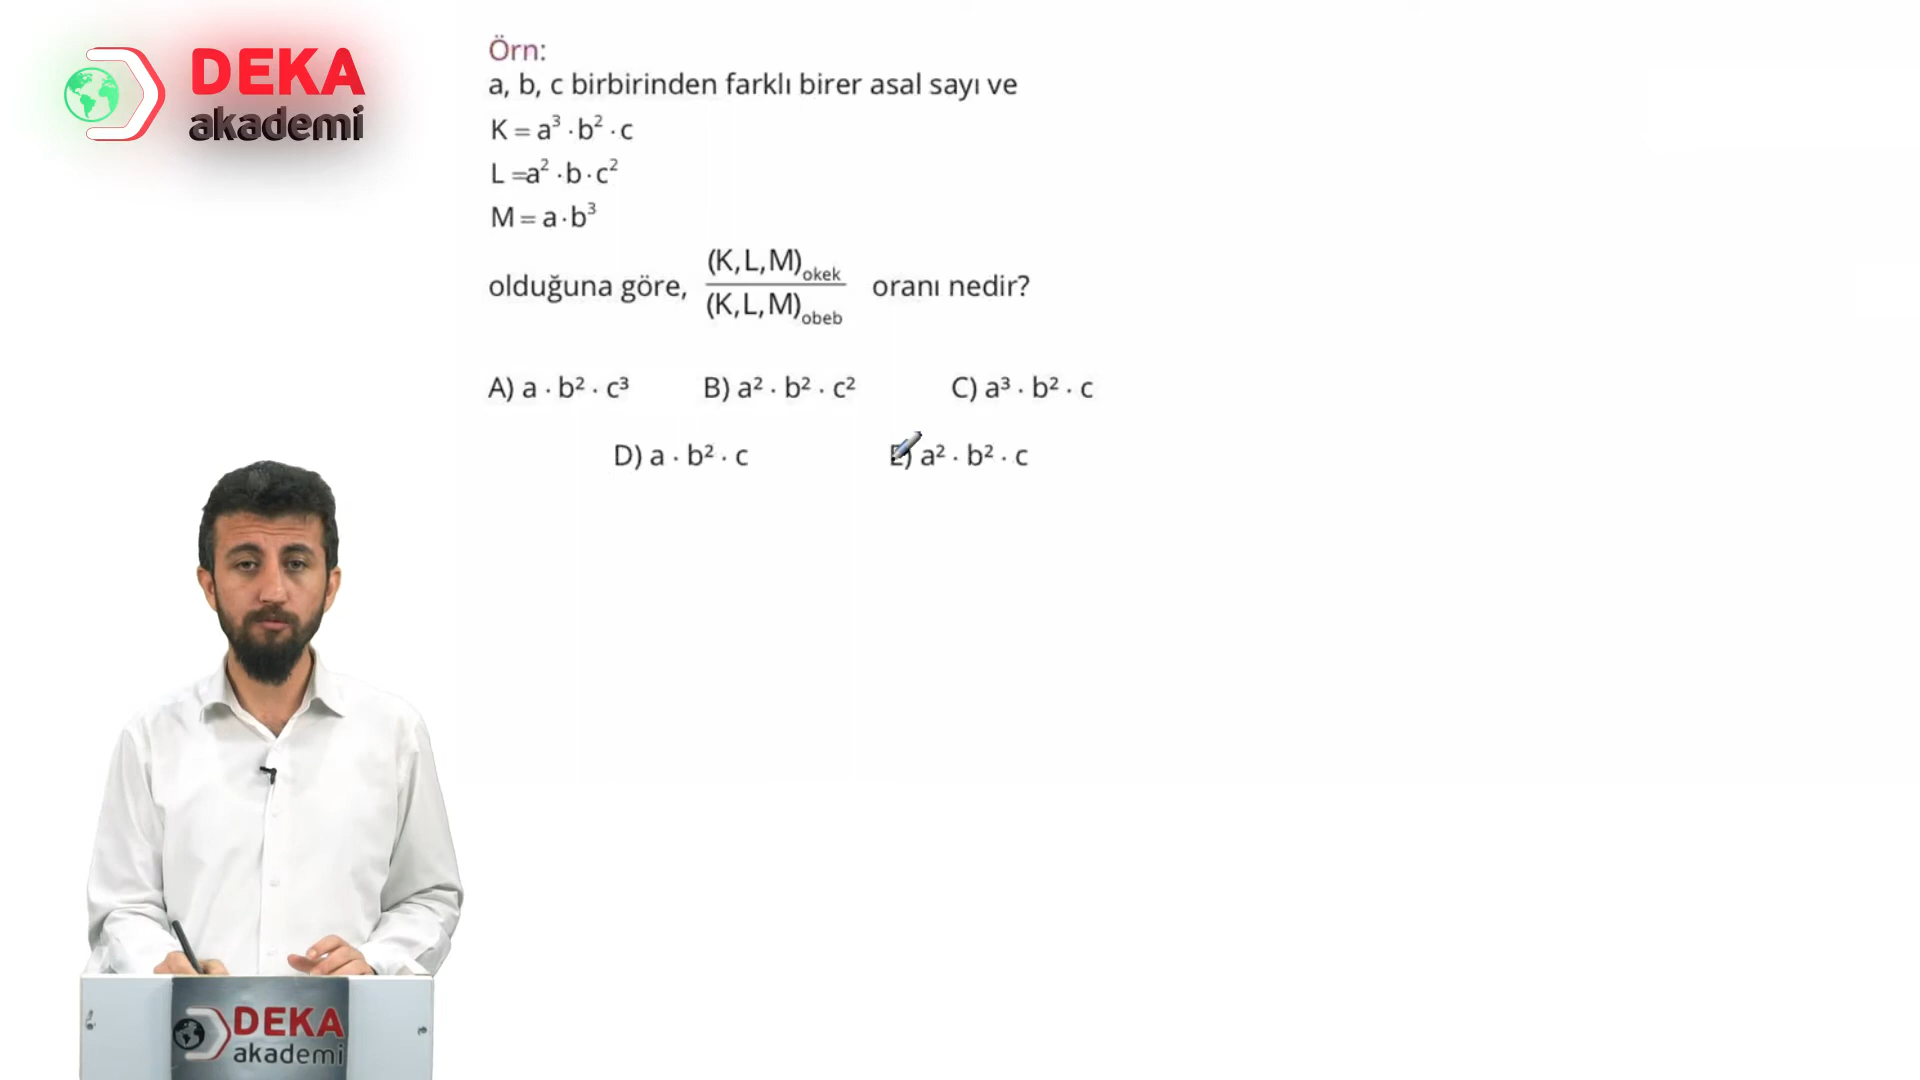 DEKA
akademi
Örn:
a, b, c birbirinden farklı birer asal sayı ve
K = a³ · b² · c
L = a² · b · c²
M = a · b³
olduğuna göre, (K,L,M)okek / (K,L,M)obeb oranı nedir?
A) a · b² · c³ B) a² · b² · c² C) a³ · b² · c
D) a · b² · c E) a² · b² · c
DEKA
akademi